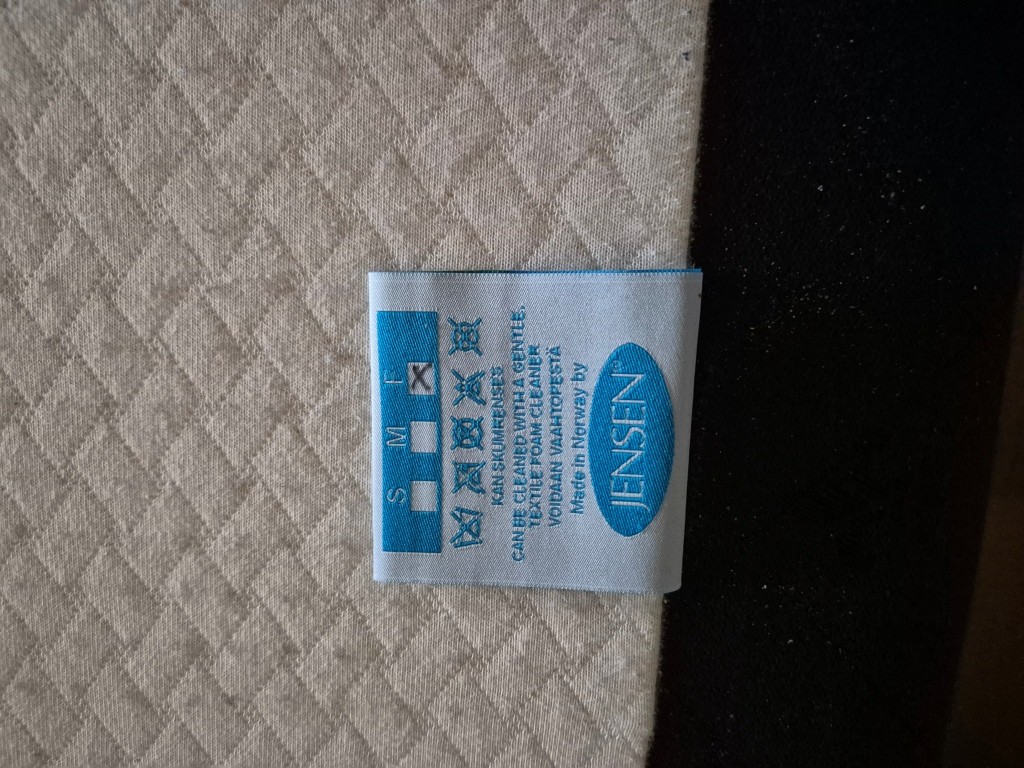 S M F
X
KAN SKUMRENSES
CAN BE CLEANED WITH A GENTLE.
TEXTILE FOAM CLEANER
VOIDAAN VAAHTOPESTÄ
Made in Norway by
JENSEN®